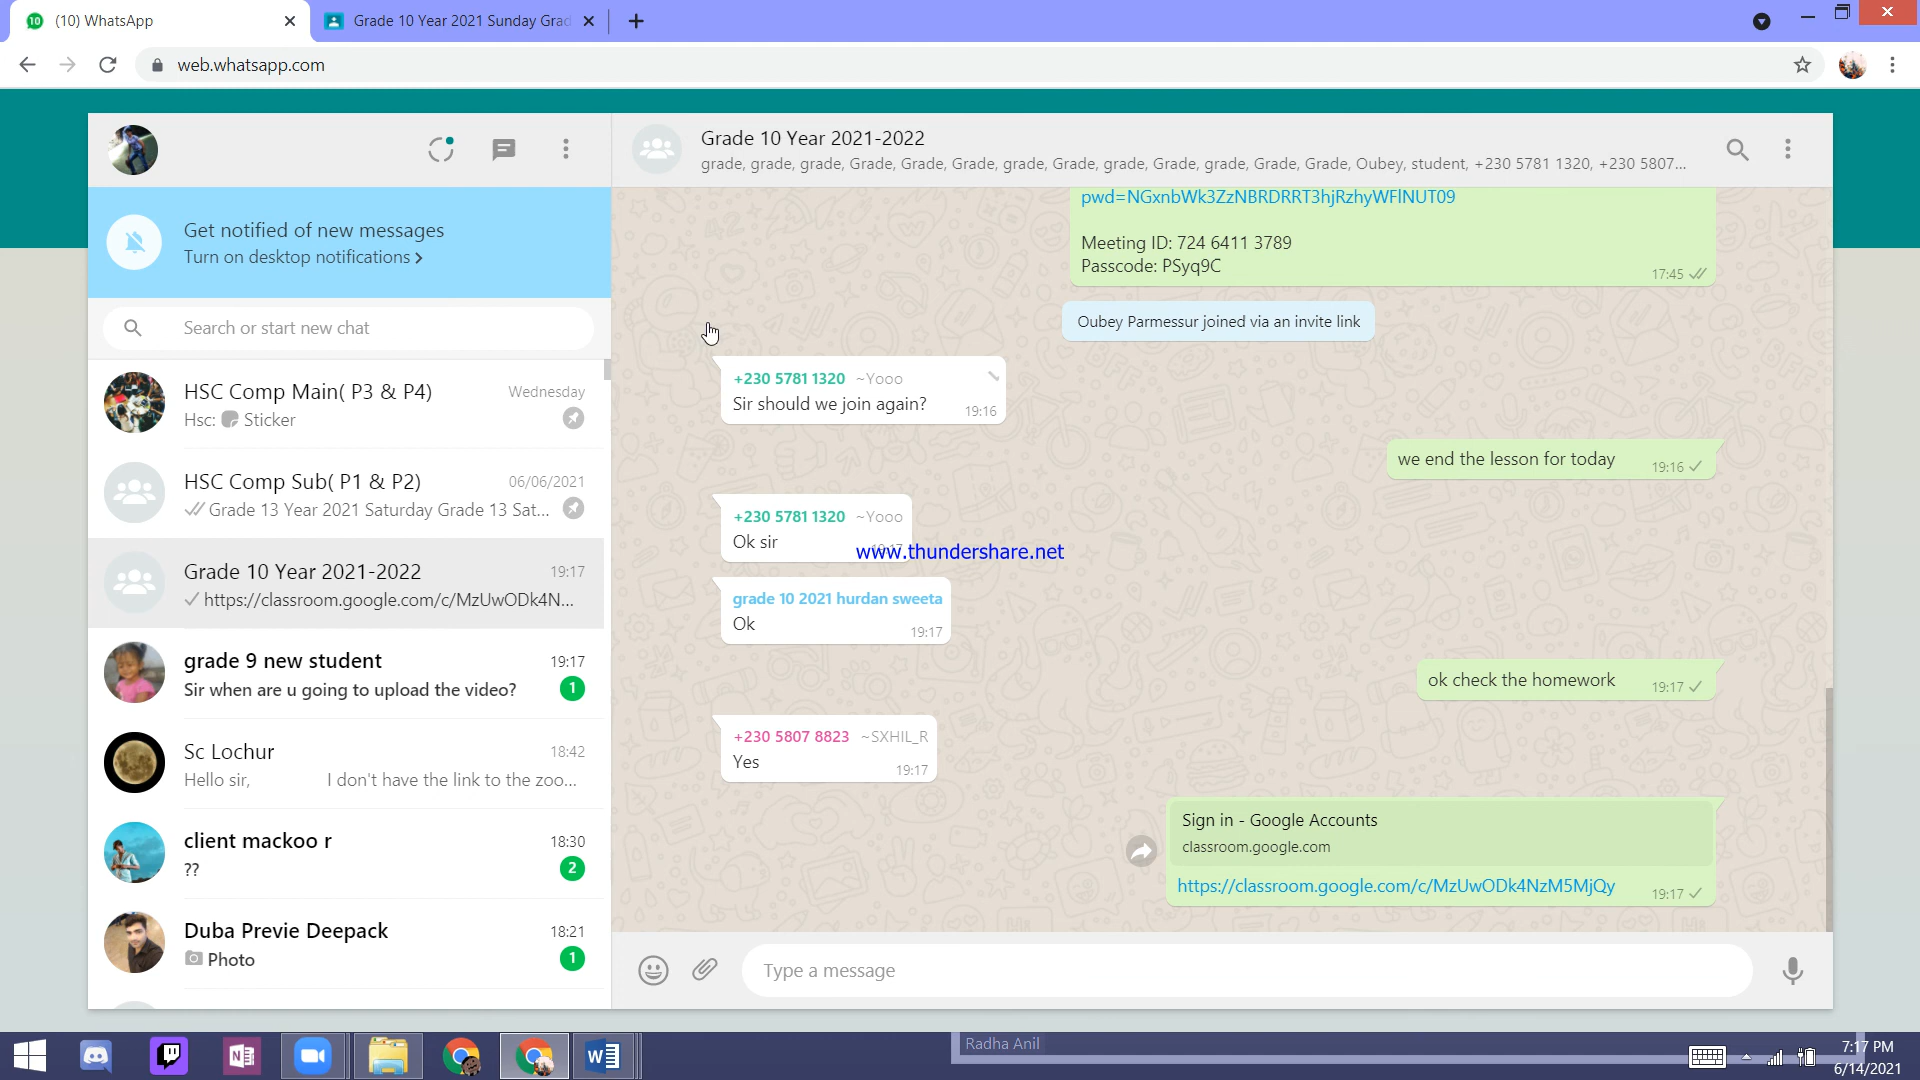 (10) WhatsApp
Grade 10 Year 2021 Sunday Grad
web.whatsapp.com
Get notified of new messages
Turn on desktop notifications
Search or start new chat
HSC Comp Main( P3 & P4)
Wednesday
Hsc: Sticker
HSC Comp Sub( P1 & P2)
06/06/2021
Grade 13 Year 2021 Saturday Grade 13 Sat...
Grade 10 Year 2021-2022
19:17
https://classroom.google.com/c/MzUwODk4N...
grade 9 new student
19:17
Sir when are u going to upload the video?
1
Sc Lochur
18:42
Hello sir, I don't have the link to the zoo...
client mackoo r
18:30
??
2
Duba Previe Deepack
18:21
Photo
1
Grade 10 Year 2021-2022
grade, grade, grade, Grade, Grade, Grade, grade, Grade, grade, Grade, grade, Grade, Grade, Oubey, student, +230 5781 1320, +230 5807...
pwd=NGxnbWk3ZzNBRDRRT3hjRzhyWFlNUT09
Meeting ID: 724 6411 3789
Passcode: PSyq9C
17:45
Oubey Parmessur joined via an invite link
+230 5781 1320 ~Yooo
Sir should we join again?
19:16
we end the lesson for today
19:16
+230 5781 1320 ~Yooo
Ok sir
www.thundershare.net
grade 10 2021 hurdan sweeta
Ok
19:17
ok check the homework
19:17
+230 5807 8823 ~SXHIL_R
Yes
19:17
Sign in - Google Accounts
classroom.google.com
https://classroom.google.com/c/MzUwODk4NzM5MjQy
19:17
Type a message
Radha Anil
7:17 PM
6/14/2021